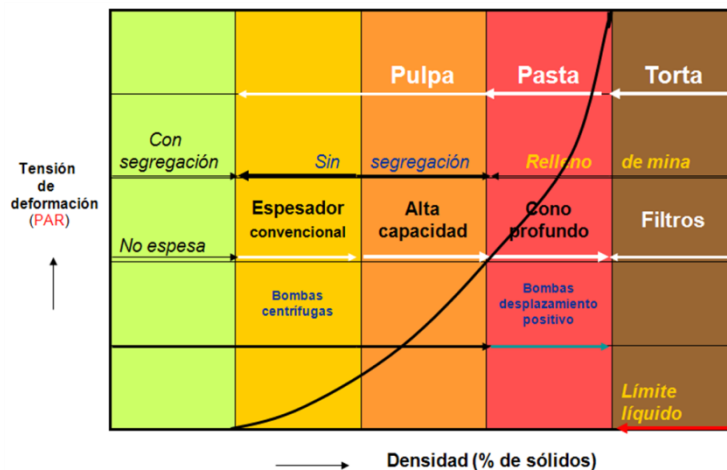 Pulpa
Pasta
Torta
Con
segregación
Sin segregación
Relleno de mina
Tensión
de
deformación
(PAR)
No espesa
Espesador
convencional
Alta
capacidad
Cono
profundo
Filtros
Bombas
centrífugas
Bombas
desplazamiento
positivo
Límite
líquido
Densidad (% de sólidos)